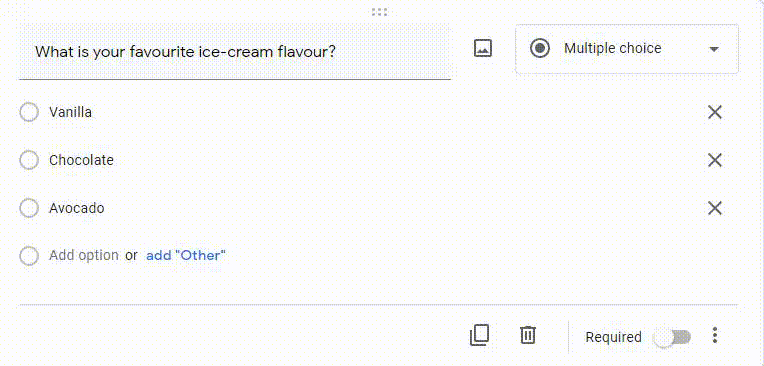 What is your favourite ice-cream flavour?
Multiple choice
Vanilla
Chocolate
Avocado
Add option or add "Other"
Required